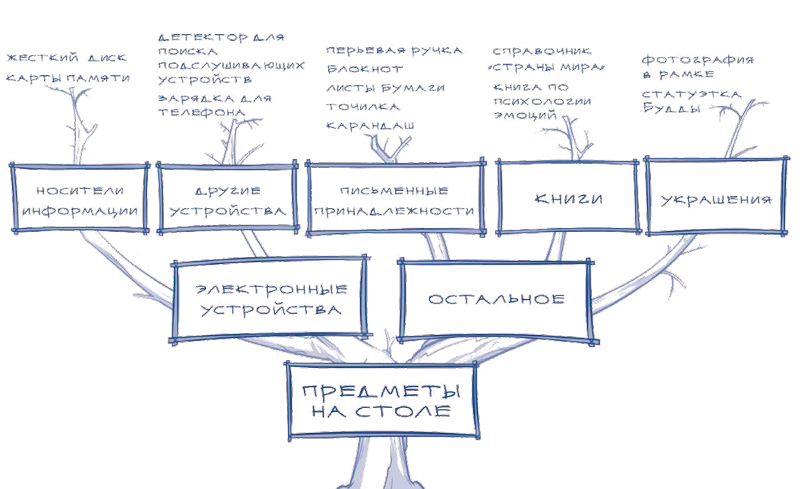 ЖЕСТКИЙ ДИСК
КАРТЫ ПАМЯТИ
ДЕТЕКТОР ДЛЯ
ПОИСКА
ПОДСЛУШИВАЮЩИХ
УСТРОЙСТВ
ЗАРЯДКА ДЛЯ
ТЕЛЕФОНА
ПЕРЬЕВАЯ РУЧКА
БЛОКНОТ
ЛИСТЫ БУМАГИ
ТОЧИЛКА
КАРАНДАШ
СПРАВОЧНИК
«СТРАНЫ МИРА»
КНИГА ПО
ПСИХОЛОГИИ
ЭМОЦИЙ
ФОТОГРАФИЯ
В РАМКЕ
СТАТУЭТКА
БУДДЫ
НОСИТЕЛИ
ИНФОРМАЦИИ
ДРУГИЕ
УСТРОЙСТВА
ПИСЬМЕННЫЕ
ПРИНАДЛЕЖНОСТИ
КНИГИ
УКРАШЕНИЯ
ЭЛЕКТРОННЫЕ
УСТРОЙСТВА
ОСТАЛЬНОЕ
ПРЕДМЕТЫ
НА СТОЛЕ